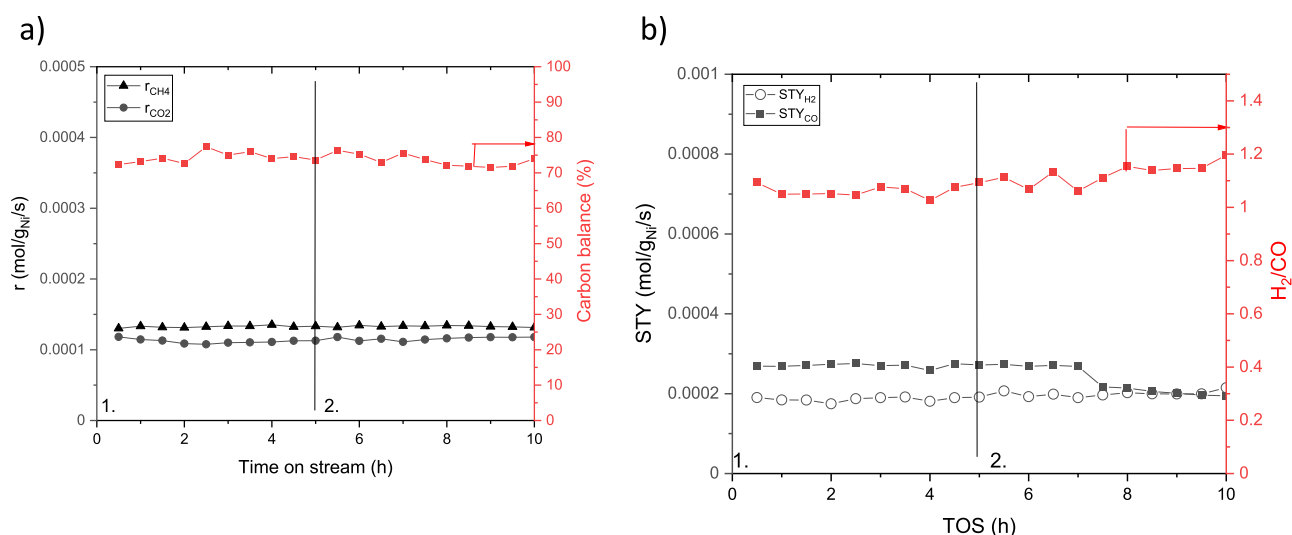 a)
0.0005
0.0004
0.0003
0.0002
0.0001
0
r (mol/gNi/s)
rCH4
rCO2
1.
2.
0 2 4 6 8 10
Time on stream (h)
100
90
80
70
60
50
40
30
20
10
0
Carbon balance (%)
b)
0.001
0.0008
0.0006
0.0004
0.0002
0
STY (mol/gNi/s)
STYH2
STYCO
1.
2.
0 2 4 6 8 10
TOS (h)
1.4
1.2
1
0.8
0.6
0.4
0.2
0
H2/CO